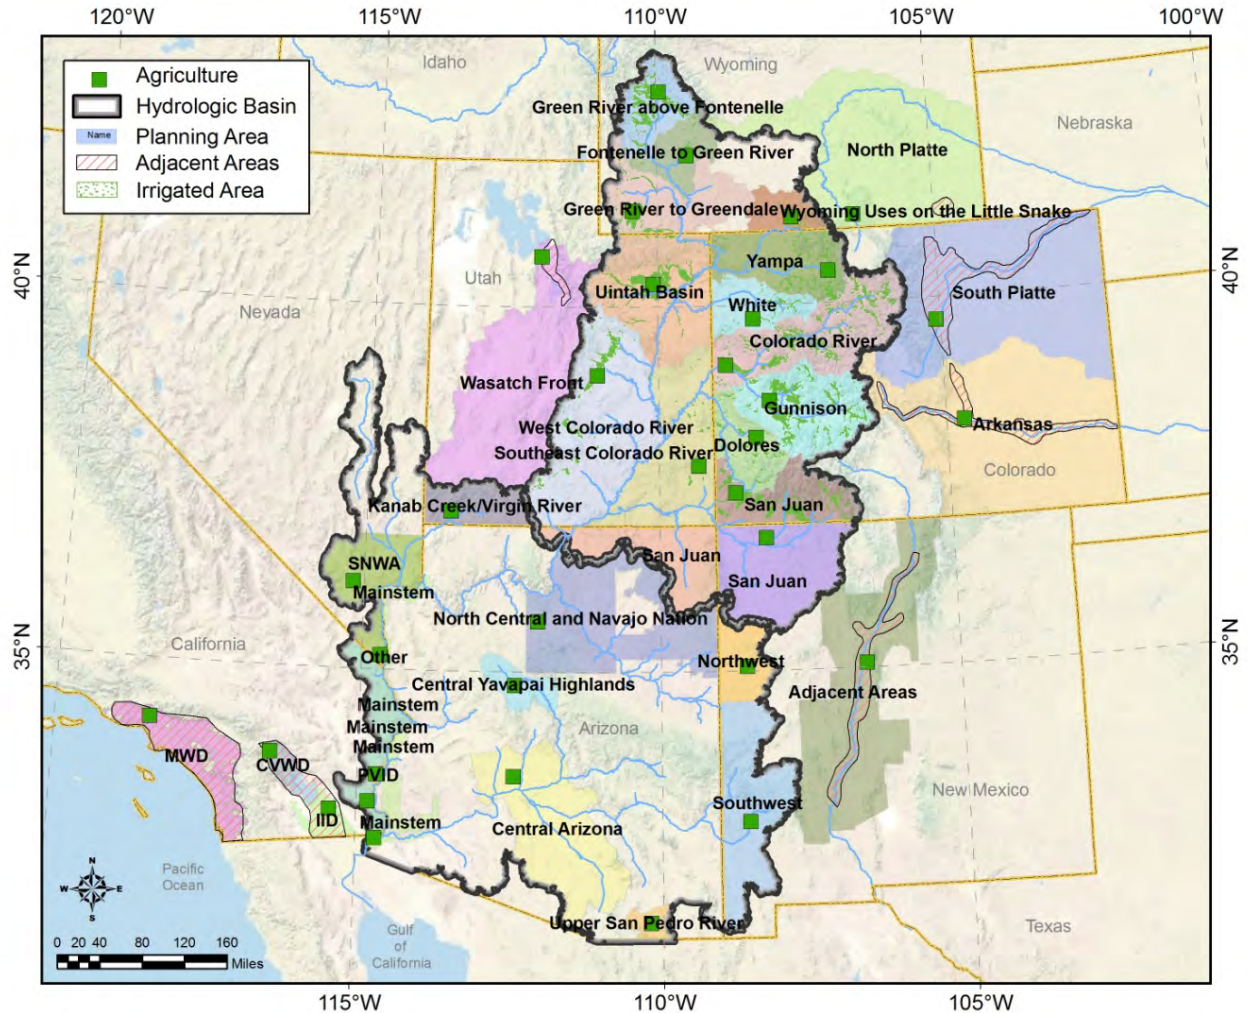 120°W
115°W
110°W
105°W
100°W
Agriculture
Hydrologic Basin
Name
Planning Area
Adjacent Areas
Irrigated Area
Idaho
Wyoming
Nebraska
Green River above Fontenelle
Fontenelle to Green River
North Platte
Green River to Greendale
Wyoming Uses on the Little Snake
40°N
40°N
Utah
Nevada
Yampa
Uintah Basin
White
South Platte
Colorado River
Wasatch Front
Gunnison
West Colorado River
Arkansas
Southeast Colorado River
Dolores
Colorado
Kanab Creek/Virgin River
San Juan
SNWA
San Juan
Mainstem
San Juan
North Central and Navajo Nation
35°N
35°N
California
Other
Northwest
Central Yavapai Highlands
Adjacent Areas
Mainstem
Mainstem
Arizona
Mainstem
MWD
CVWD
PVID
New Mexico
Southwest
IID
Mainstem
Central Arizona
Pacific
Ocean
N
W
E
S
Upper San Pedro River
Texas
Gulf
of
California
0 20 40 80 120 160
Miles
115°W
110°W
105°W